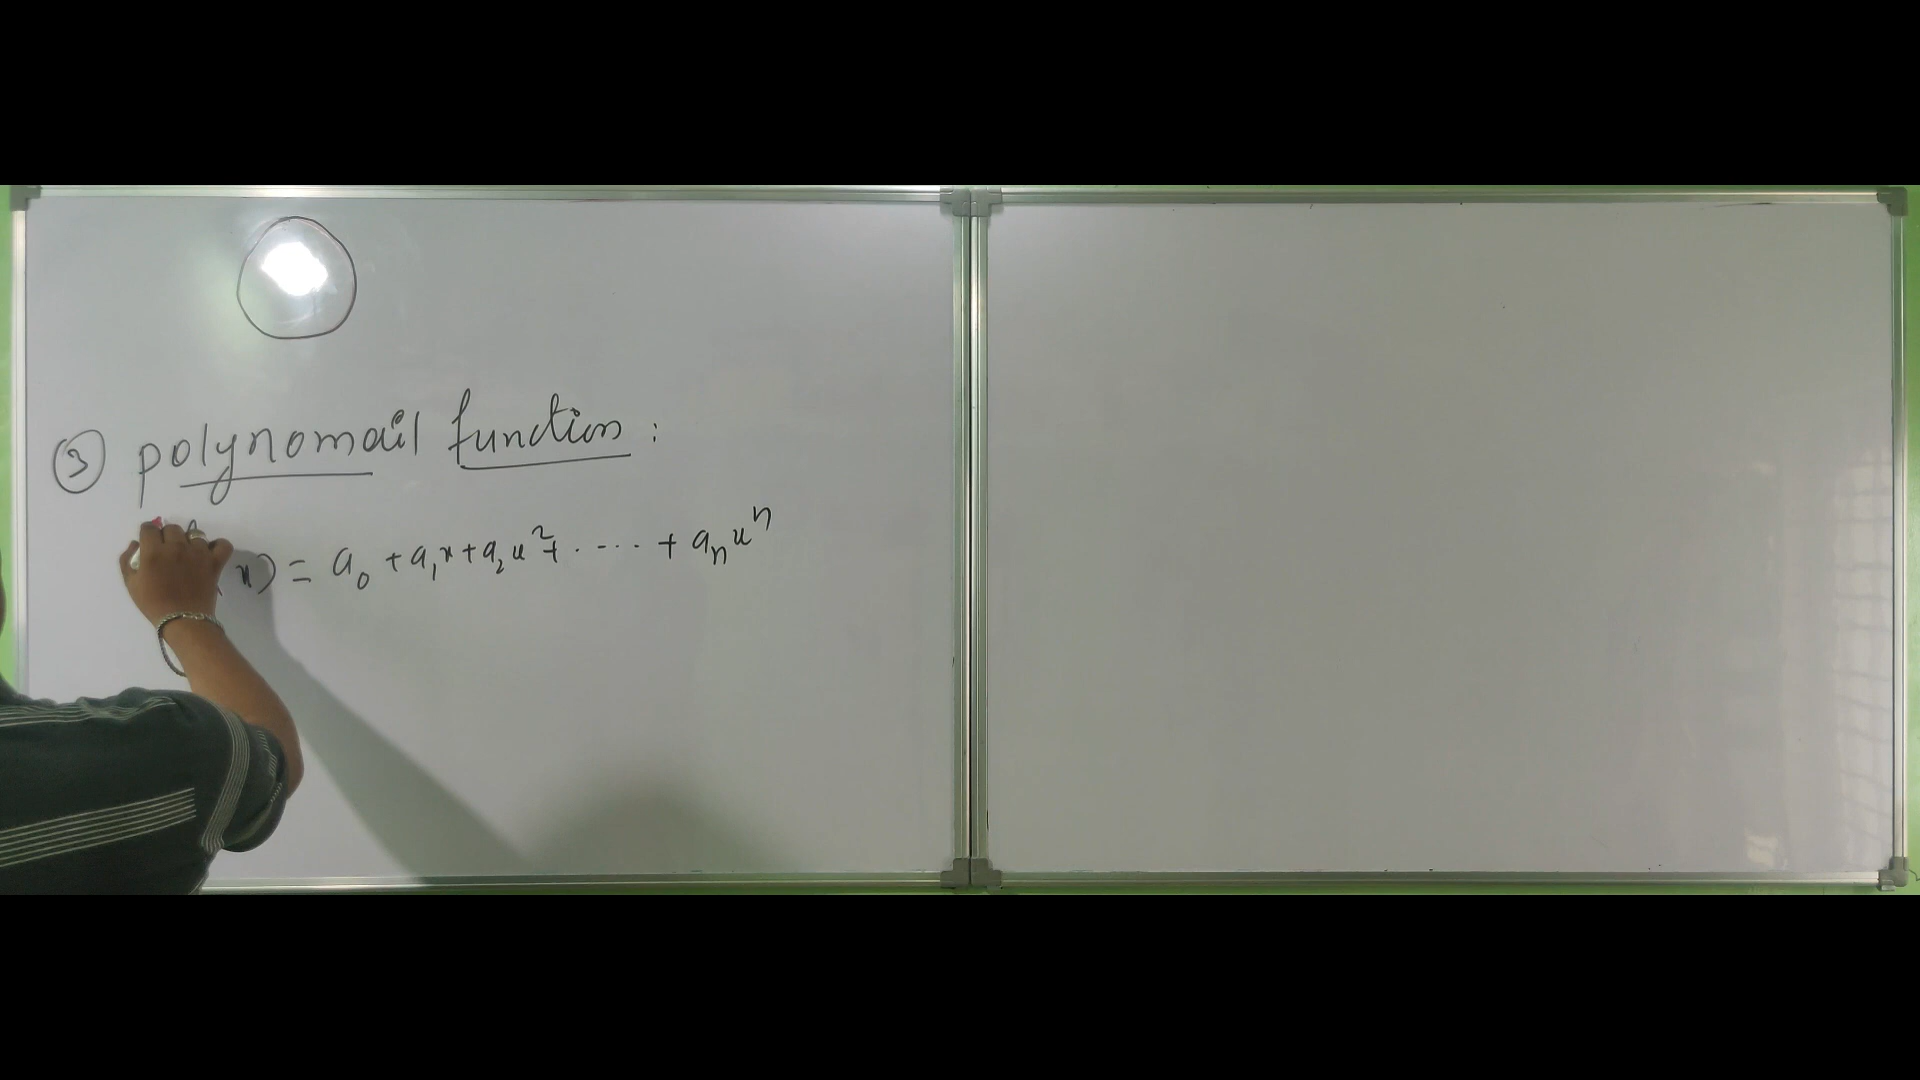 ③ polynomail function :
(x) = a₀ + a₁x + a₂x² + ...... + aₙxⁿ